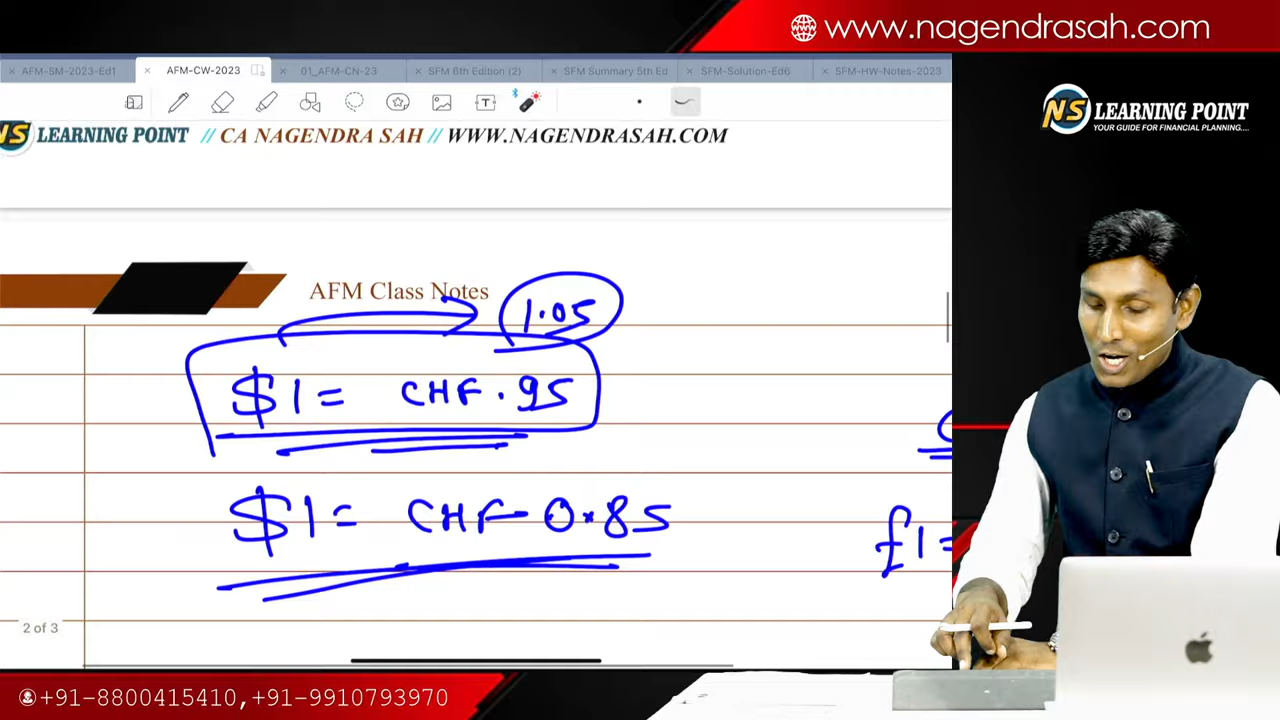 www.nagendrasah.com
AFM-SM-2023-Ed1
AFM-CW-2023
01_AFM-CN-23
SFM 6th Edition (2)
SFM Summary 5th Ed
SFM-Solution-Ed6
SFM-HW-Notes-2023
NS LEARNING POINT // CA NAGENDRA SAH // WWW.NAGENDRASAH.COM
NS LEARNING POINT
YOUR GUIDE FOR FINANCIAL PLANNING....
AFM Class Notes
1.05
$1 = CHF .95
$1 = CHF 0.85
£1 =
2 of 3
+91-8800415410,+91-9910793970